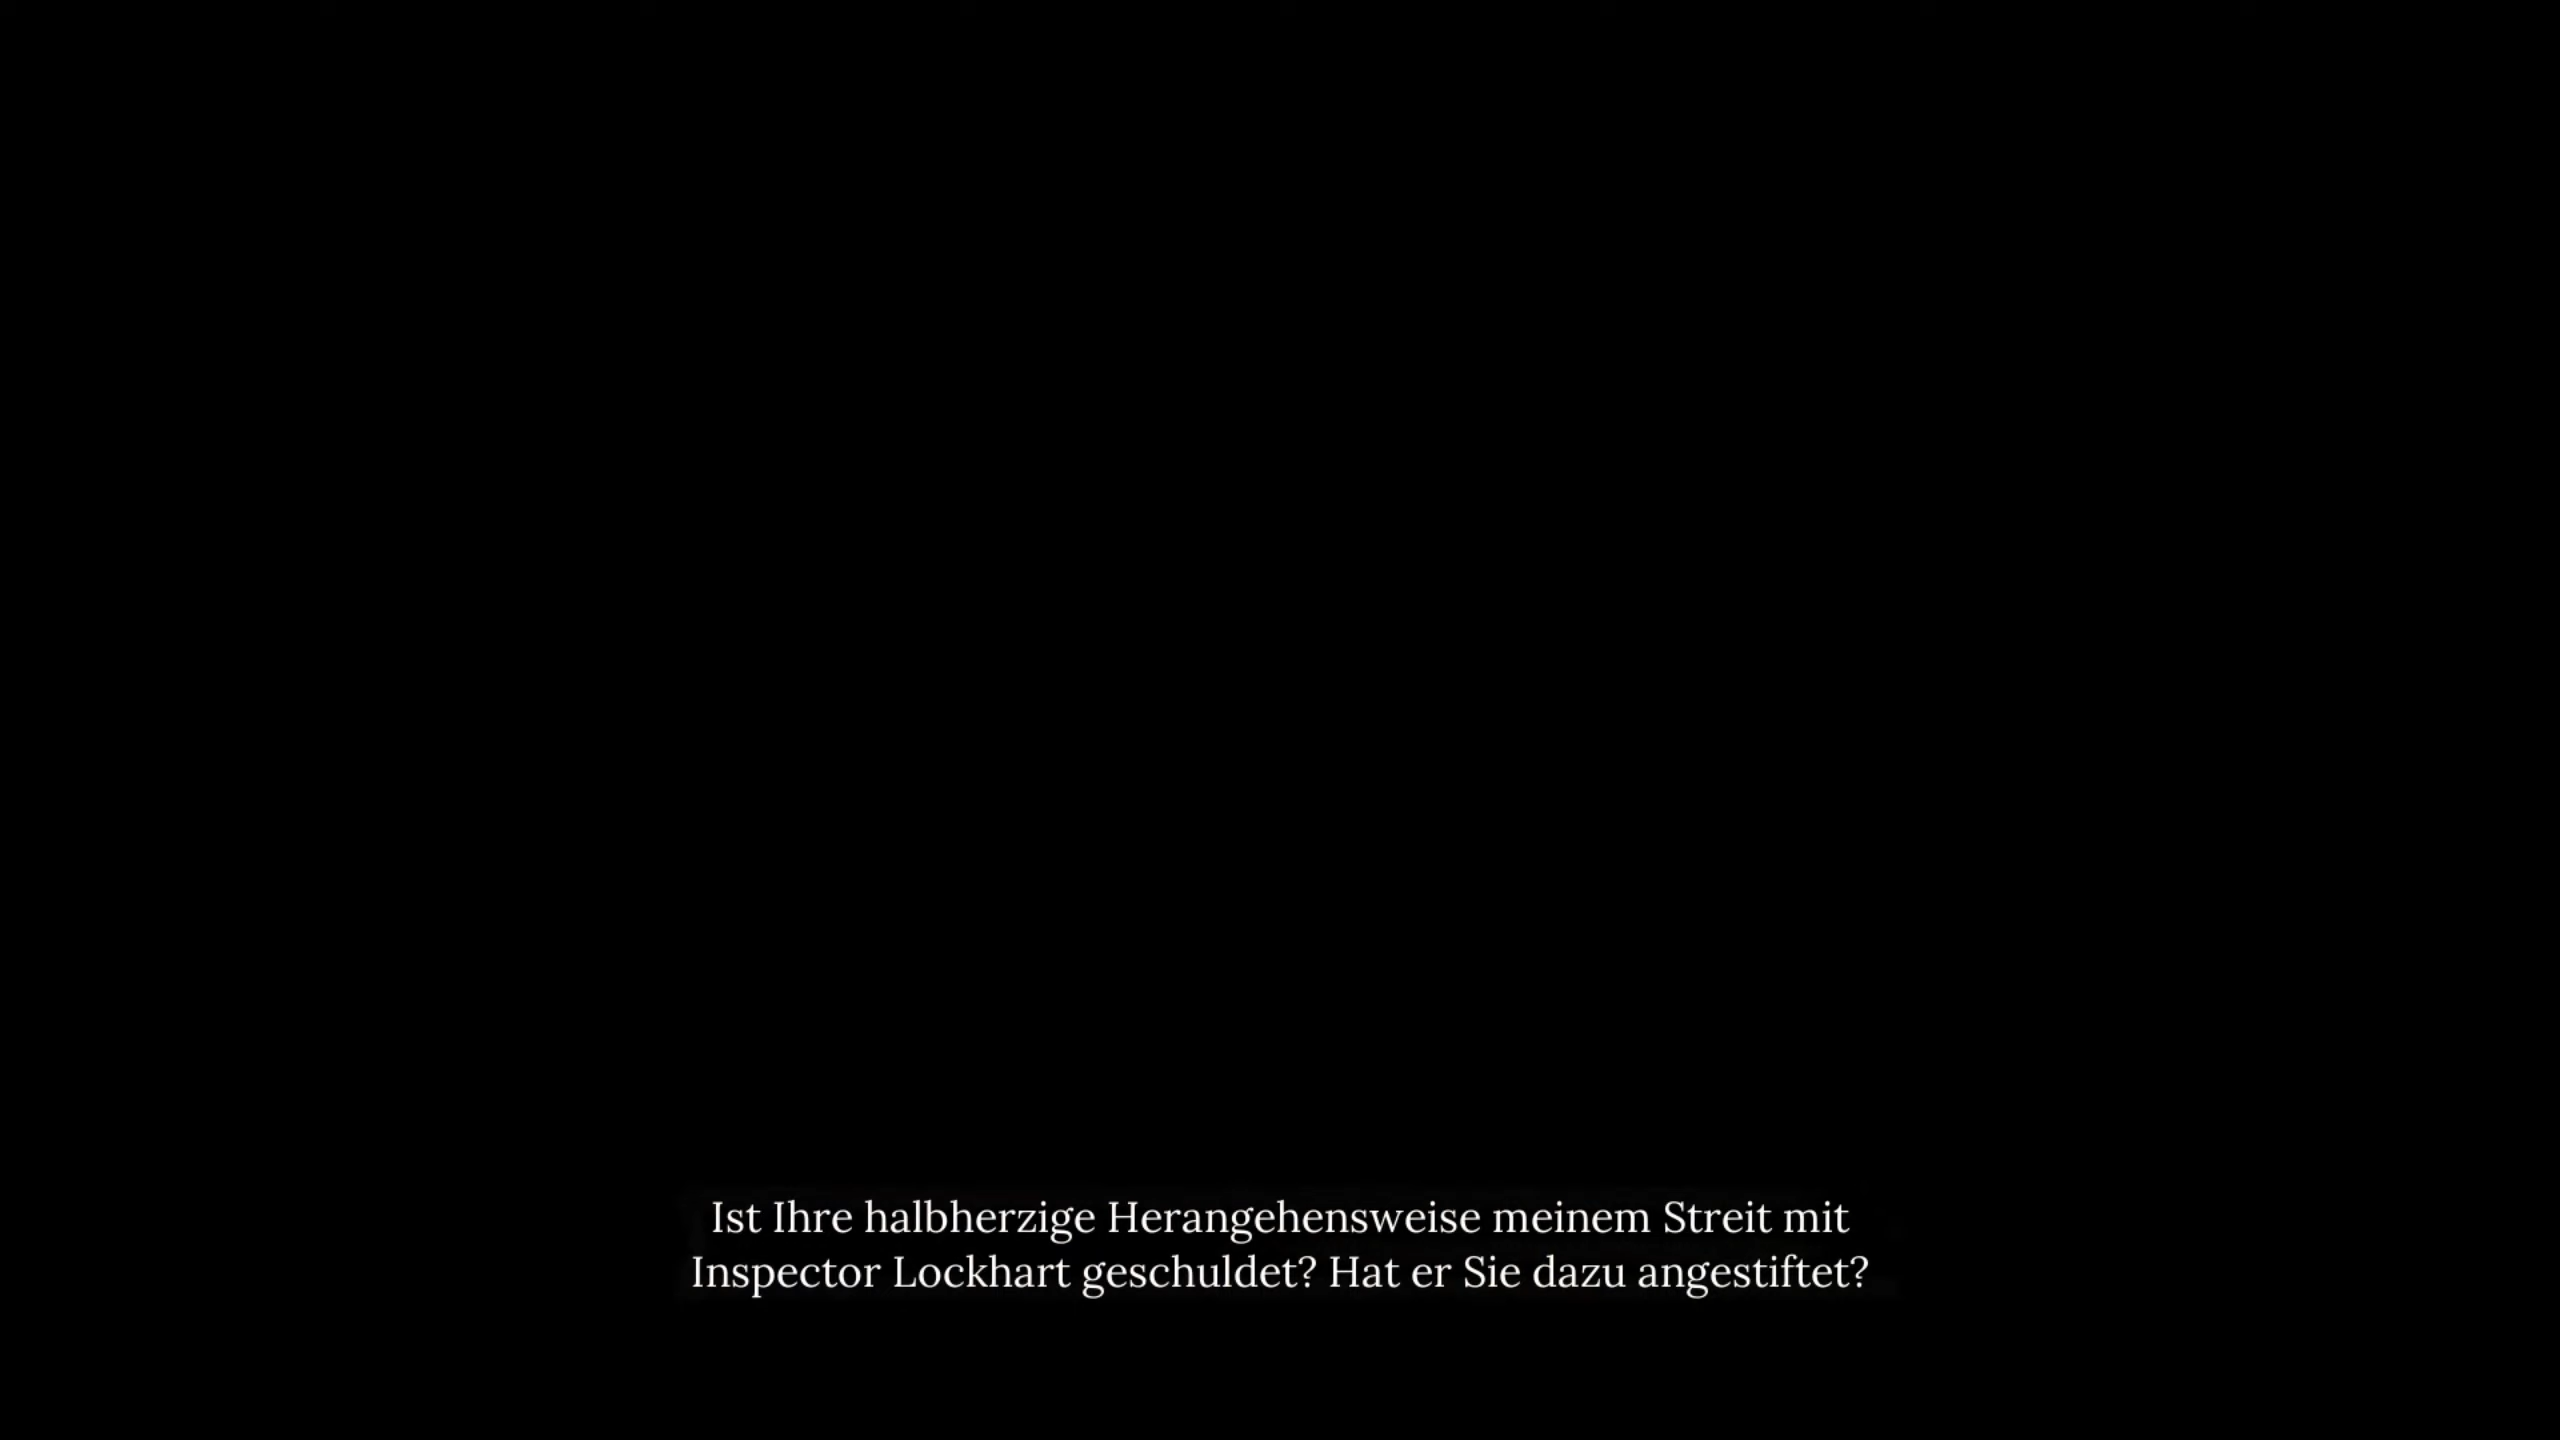 Ist Ihre halbherzige Herangehensweise meinem Streit mit
Inspector Lockhart geschuldet? Hat er Sie dazu angestiftet?